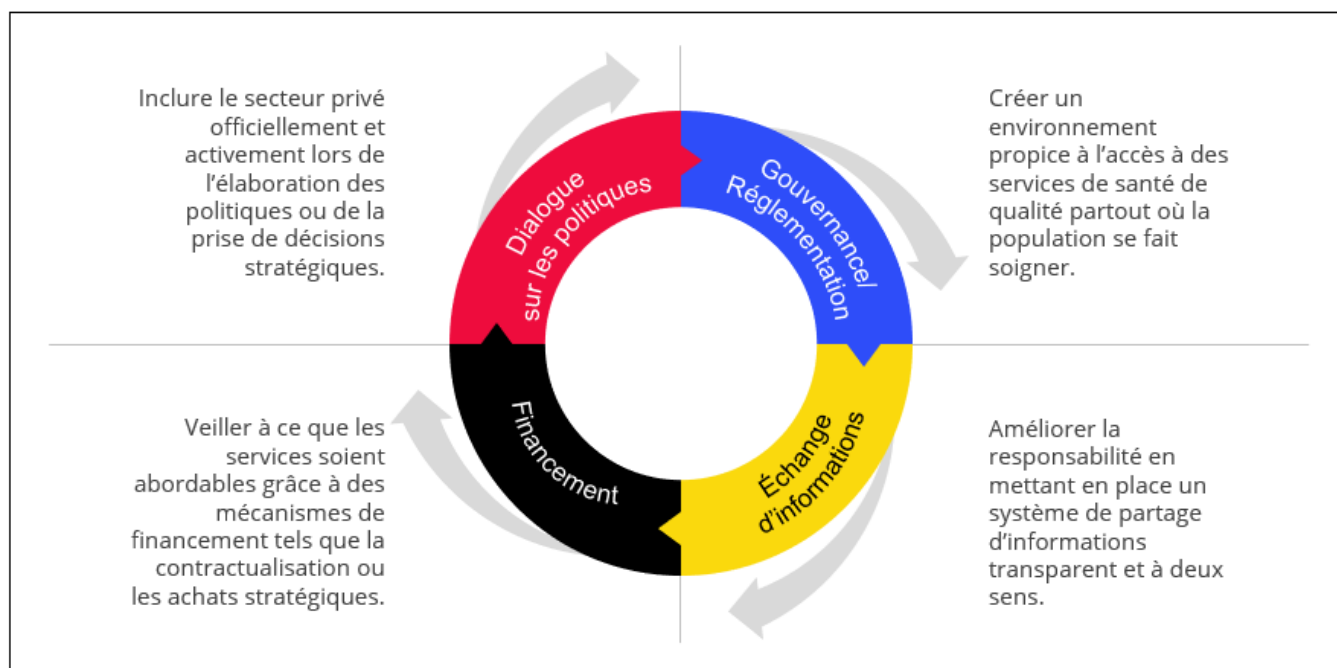 Inclure le secteur privé
officiellement et
activement lors de
l'élaboration des
politiques ou de la
prise de décisions
stratégiques.
Dialogue
sur les politiques
Gouvernance/
Réglementation
Créer un
environnement
propice à l'accès à des
services de santé de
qualité partout où la
population se fait
soigner.
Veiller à ce que les
services soient
abordables grâce à des
mécanismes de
financement tels que la
contractualisation ou
les achats stratégiques.
Financement
Échange
d'informations
Améliorer la
responsabilité en
mettant en place un
système de partage
d'informations
transparent et à deux
sens.